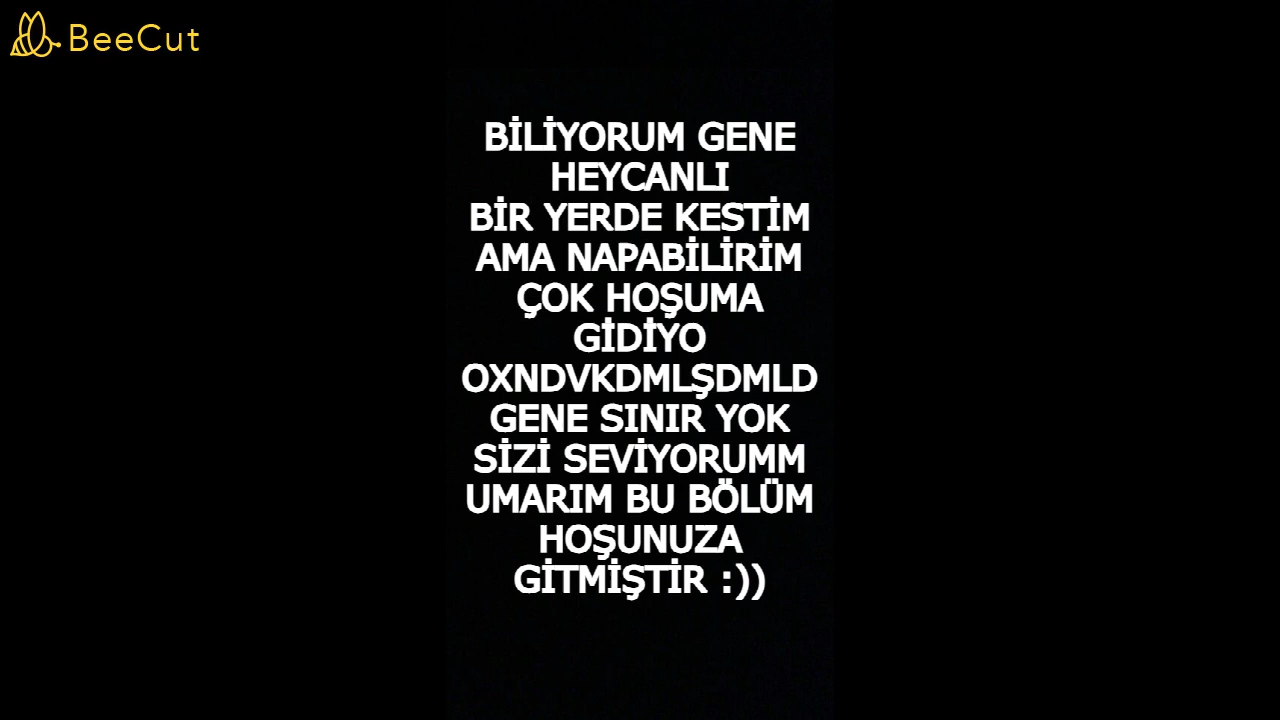 BeeCut
BİLİYORUM GENE
HEYCANLI
BİR YERDE KESTİM
AMA NAPABİLİRİM
ÇOK HOŞUMA
GİDİYO
OXNDVKDMLŞDMLD
GENE SINIR YOK
SİZİ SEVİYORUMM
UMARIM BU BÖLÜM
HOŞUNUZA
GİTMİŞTİR :))